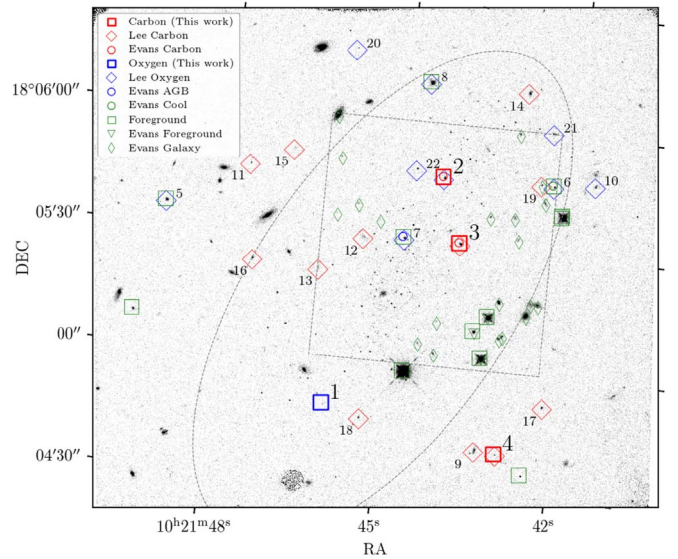 Carbon (This work)
Lee Carbon
Evans Carbon
Oxygen (This work)
Lee Oxygen
Evans AGB
Evans Cool
Foreground
Evans Foreground
Evans Galaxy
20
8
14
21
15
11
22
2
19
6
10
5
7
3
12
16
13
1
18
17
9
4
18°06′00″
05′30″
00″
04′30″
DEC
10ʰ21ᵐ48ˢ
45ˢ
42ˢ
RA